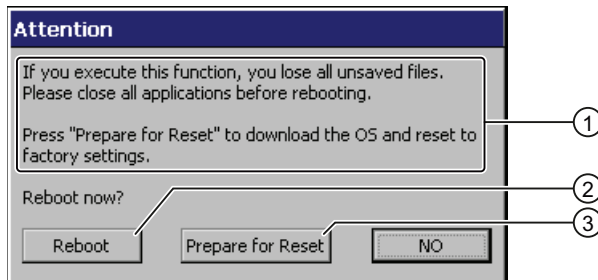 Attention
If you execute this function, you lose all unsaved files.
Please close all applications before rebooting.
Press "Prepare for Reset" to download the OS and reset to
factory settings.
1
Reboot now?
2
3
Reboot
Prepare for Reset
NO